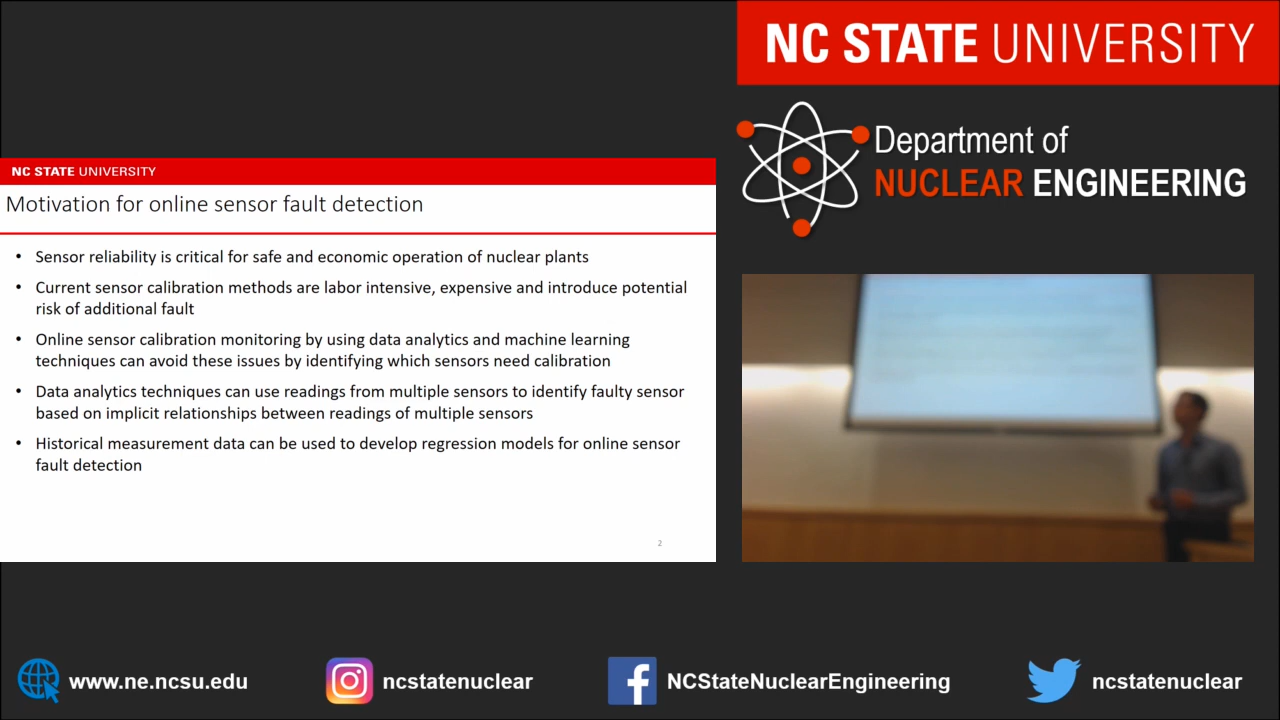 NC STATE UNIVERSITY
Department of
NUCLEAR ENGINEERING
NC STATE UNIVERSITY
Motivation for online sensor fault detection
• Sensor reliability is critical for safe and economic operation of nuclear plants
• Current sensor calibration methods are labor intensive, expensive and introduce potential
risk of additional fault
• Online sensor calibration monitoring by using data analytics and machine learning
techniques can avoid these issues by identifying which sensors need calibration
• Data analytics techniques can use readings from multiple sensors to identify faulty sensor
based on implicit relationships between readings of multiple sensors
• Historical measurement data can be used to develop regression models for online sensor
fault detection
2
www.ne.ncsu.edu
ncstatenuclear
NCStateNuclearEngineering
ncstatenuclear